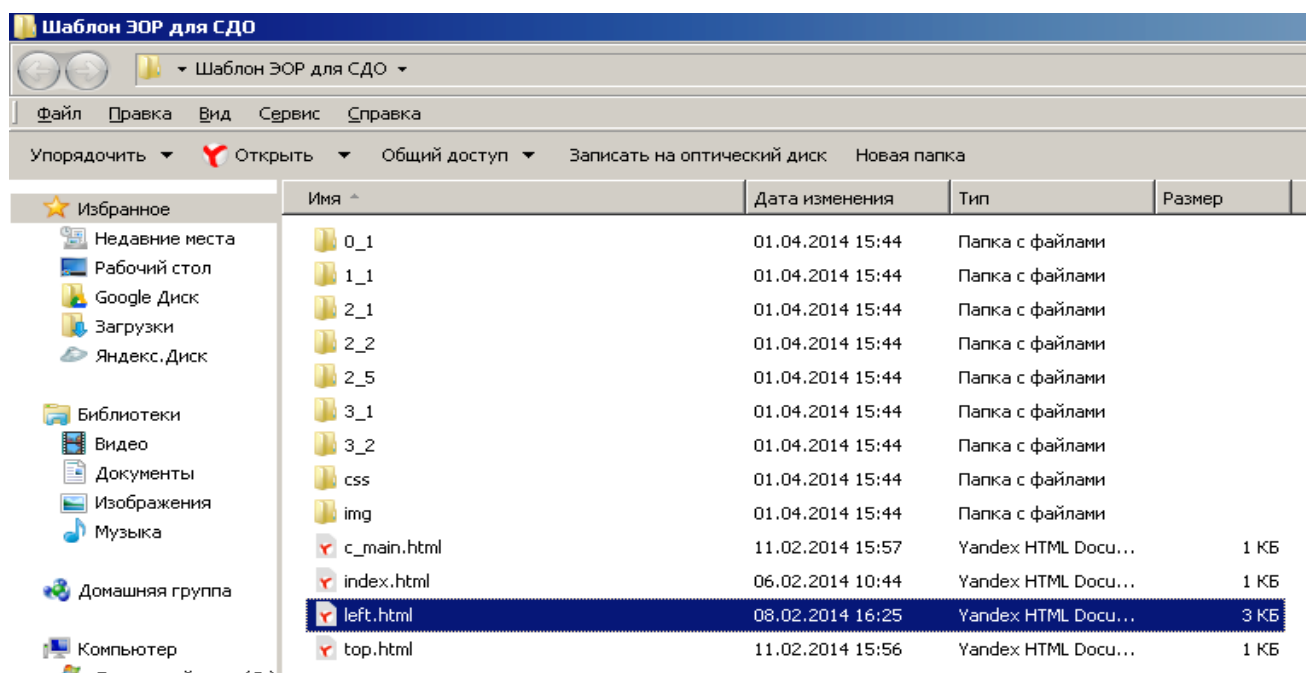 Шаблон ЭОР для СДО
Шаблон ЭОР для СДО
Файл Правка Вид Сервис Справка
Упорядочить Открыть Общий доступ Записать на оптический диск Новая папка
Избранное
Недавние места
Рабочий стол
Google Диск
Загрузки
Яндекс.Диск
Библиотеки
Видео
Документы
Изображения
Музыка
Домашняя группа
Компьютер
Имя Дата изменения Тип Размер
0_1 01.04.2014 15:44 Папка с файлами
1_1 01.04.2014 15:44 Папка с файлами
2_1 01.04.2014 15:44 Папка с файлами
2_2 01.04.2014 15:44 Папка с файлами
2_5 01.04.2014 15:44 Папка с файлами
3_1 01.04.2014 15:44 Папка с файлами
3_2 01.04.2014 15:44 Папка с файлами
css 01.04.2014 15:44 Папка с файлами
img 01.04.2014 15:44 Папка с файлами
c_main.html 11.02.2014 15:57 Yandex HTML Docu... 1 КБ
index.html 06.02.2014 10:44 Yandex HTML Docu... 1 КБ
left.html 08.02.2014 16:25 Yandex HTML Docu... 3 КБ
top.html 11.02.2014 15:56 Yandex HTML Docu... 1 КБ